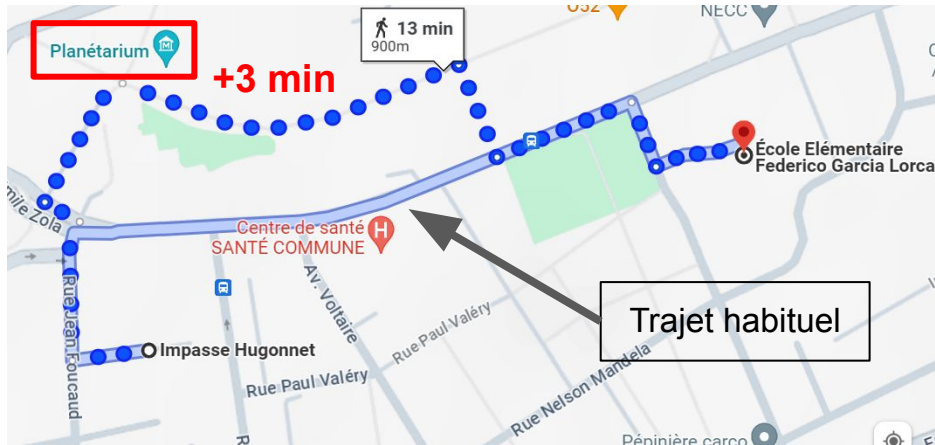 O52
NECC
13 min
900m
Planétarium
+3 min
École Elémentaire
Federico Garcia Lorca
mile Zola
Centre de santé
SANTÉ COMMUNE
H
Av. Voltaire
Rue Jean Foucaud
Impasse Hugonnet
Rue Paul Valéry
Rue Paul Valéry
Trajet habituel
Rue Nelson Mandela
Pépinière carco